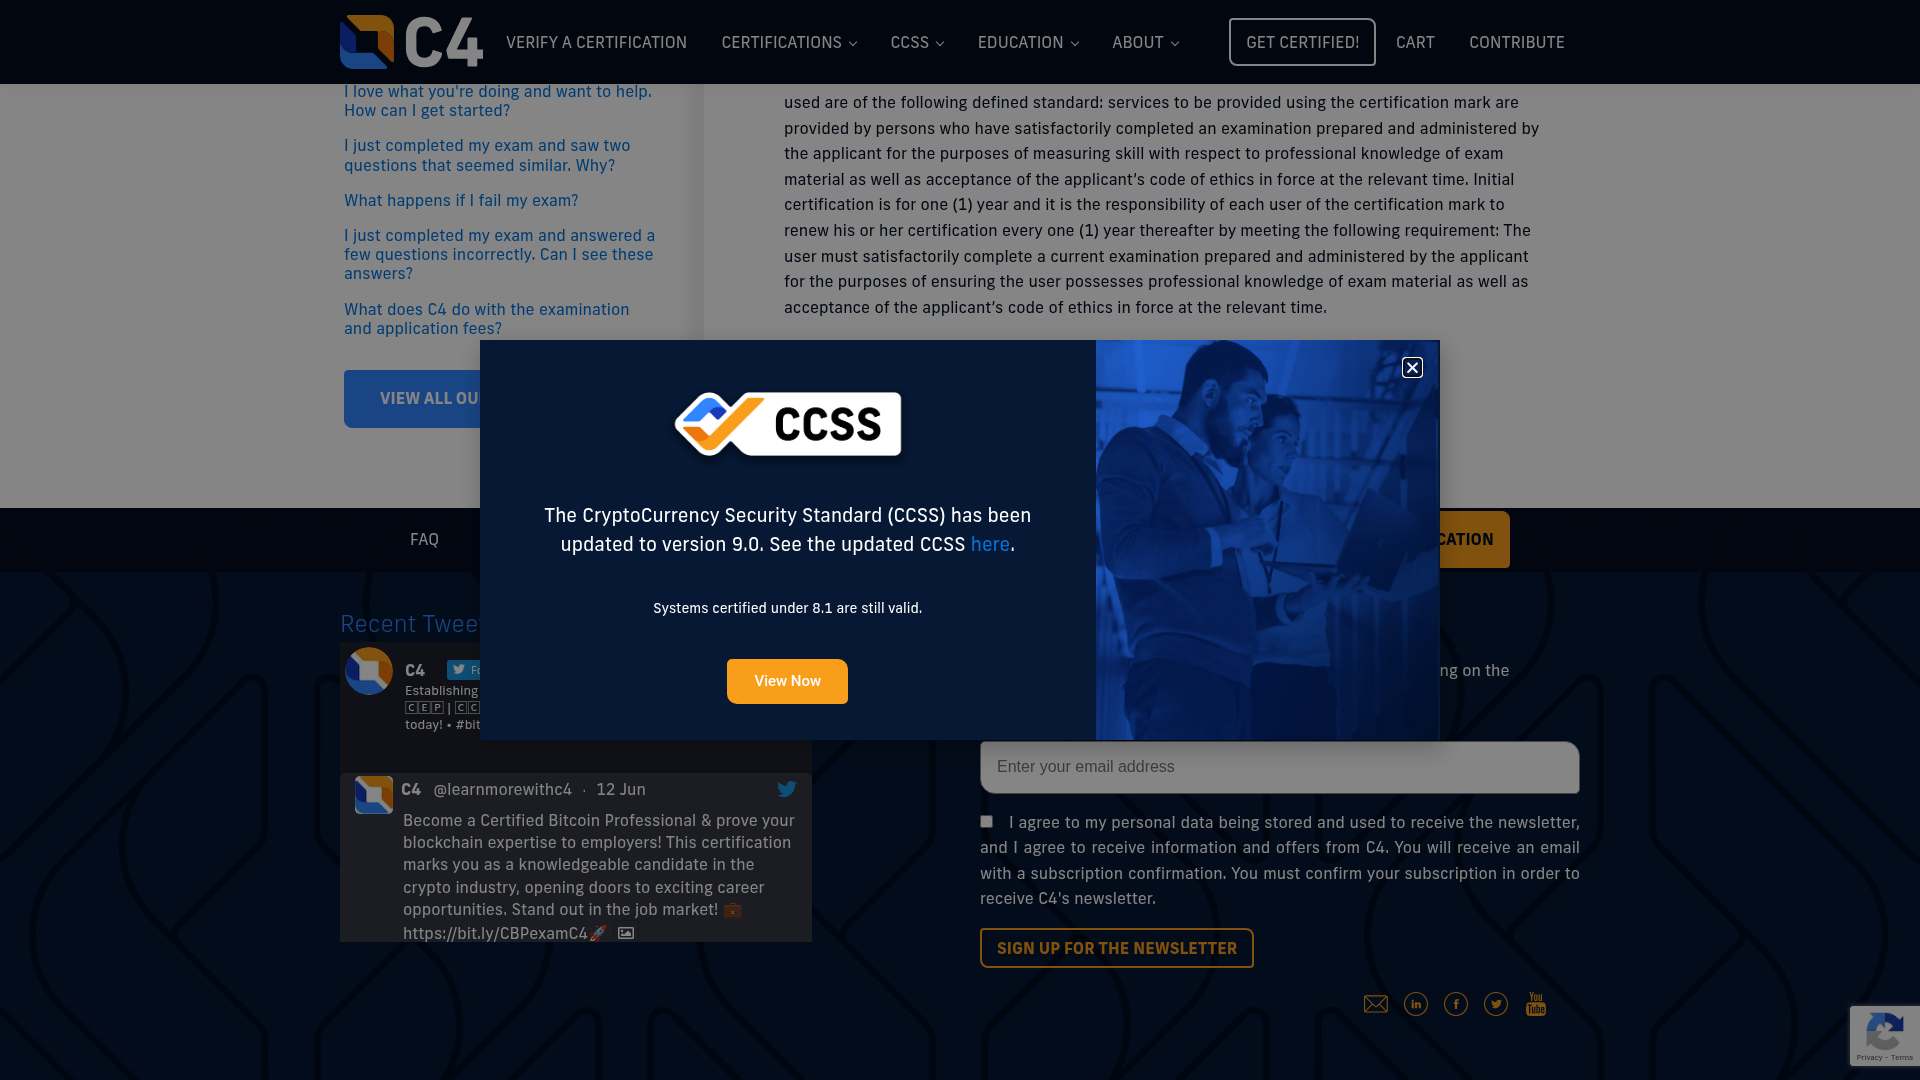 C4
VERIFY A CERTIFICATION
CERTIFICATIONS
CCSS
EDUCATION
ABOUT
GET CERTIFIED!
CART
CONTRIBUTE
I love what you're doing and want to help.
How can I get started?
I just completed my exam and saw two
questions that seemed similar. Why?
What happens if I fail my exam?
I just completed my exam and answered a
few questions incorrectly. Can I see these
answers?
What does C4 do with the examination
and application fees?
VIEW ALL OU
used are of the following defined standard: services to be provided using the certification mark are
provided by persons who have satisfactorily completed an examination prepared and administered by
the applicant for the purposes of measuring skill with respect to professional knowledge of exam
material as well as acceptance of the applicant’s code of ethics in force at the relevant time. Initial
certification is for one (1) year and it is the responsibility of each user of the certification mark to
renew his or her certification every one (1) year thereafter by meeting the following requirement: The
user must satisfactorily complete a current examination prepared and administered by the applicant
for the purposes of ensuring the user possesses professional knowledge of exam material as well as
acceptance of the applicant’s code of ethics in force at the relevant time.
CCSS
The CryptoCurrency Security Standard (CCSS) has been
updated to version 9.0. See the updated CCSS here.
Systems certified under 8.1 are still valid.
View Now
FAQ
CATION
Recent Twee
C4
Fo
Establishing
🄲🄴🄿 | 🄲🄲
today! • #bit
C4 @learnmorewithc4 · 12 Jun
Become a Certified Bitcoin Professional & prove your
blockchain expertise to employers! This certification
marks you as a knowledgeable candidate in the
crypto industry, opening doors to exciting career
opportunities. Stand out in the job market! 💼
https://bit.ly/CBPexamC4🚀
ng on the
Enter your email address
I agree to my personal data being stored and used to receive the newsletter,
and I agree to receive information and offers from C4. You will receive an email
with a subscription confirmation. You must confirm your subscription in order to
receive C4's newsletter.
SIGN UP FOR THE NEWSLETTER
You
Tube
Privacy - Terms